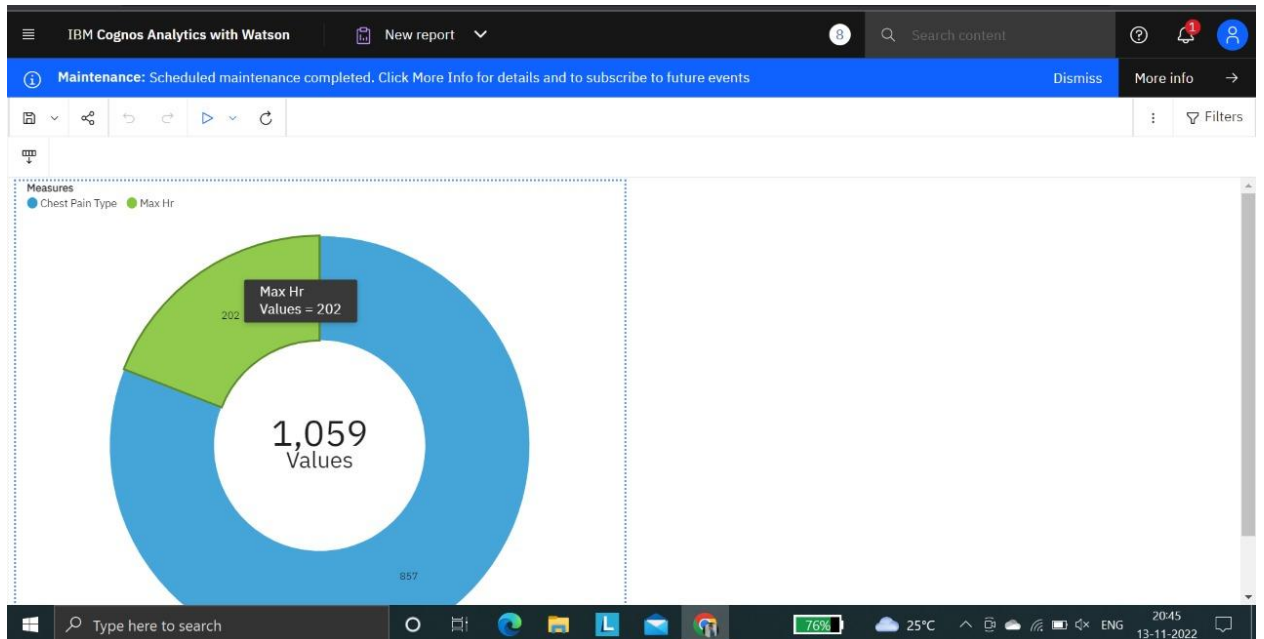 IBM Cognos Analytics with Watson
New report
8
Search content
1
Maintenance: Scheduled maintenance completed. Click More Info for details and to subscribe to future events
Dismiss
More info
Filters
Measures
Chest Pain Type
Max Hr
Max Hr
Values = 202
202
1,059
Values
857
Type here to search
L
76%
25°C
ENG
20:45
13-11-2022